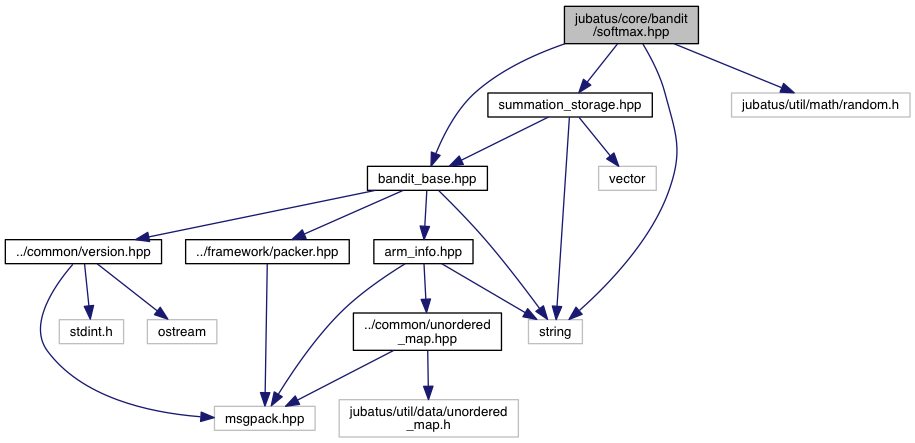 jubatus/core/bandit
/softmax.hpp
summation_storage.hpp
jubatus/util/math/random.h
bandit_base.hpp
vector
../common/version.hpp
../framework/packer.hpp
arm_info.hpp
stdint.h
ostream
../common/unordered
_map.hpp
string
msgpack.hpp
jubatus/util/data/unordered
_map.h